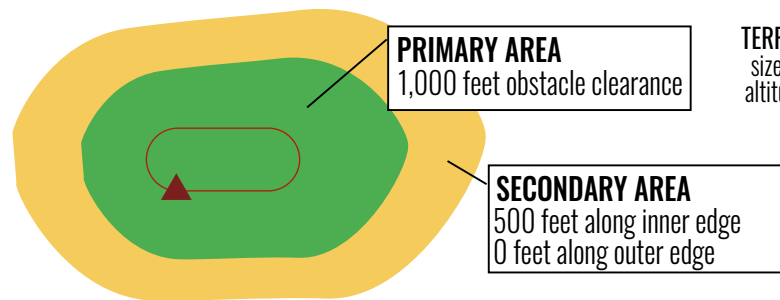 PRIMARY AREA
1,000 feet obstacle clearance
SECONDARY AREA
500 feet along inner edge
0 feet along outer edge